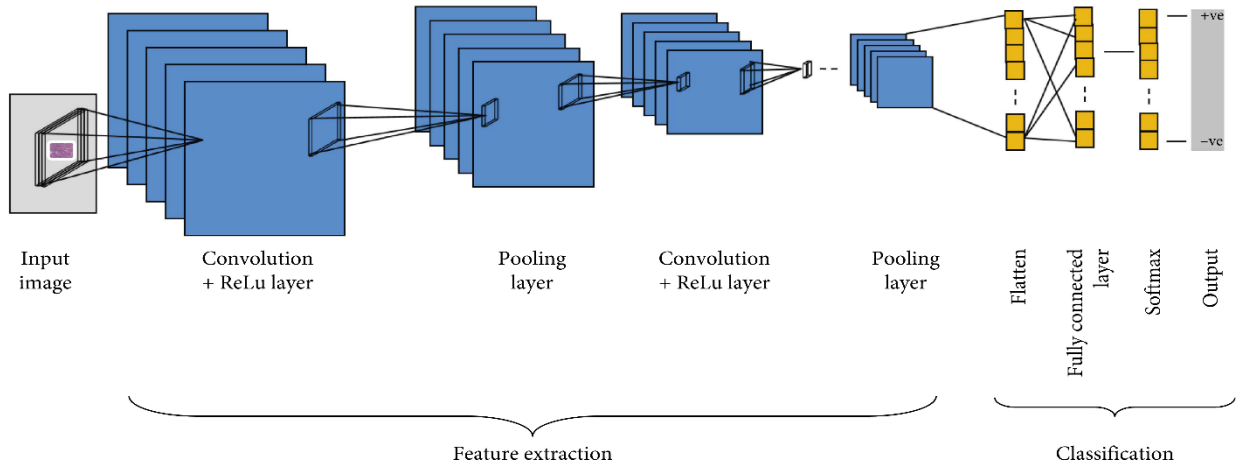 +ve
−ve
Input
image
Convolution
+ ReLu layer
Pooling
layer
Convolution
+ ReLu layer
Pooling
layer
Flatten
Fully connected
layer
Softmax
Output
Feature extraction
Classification